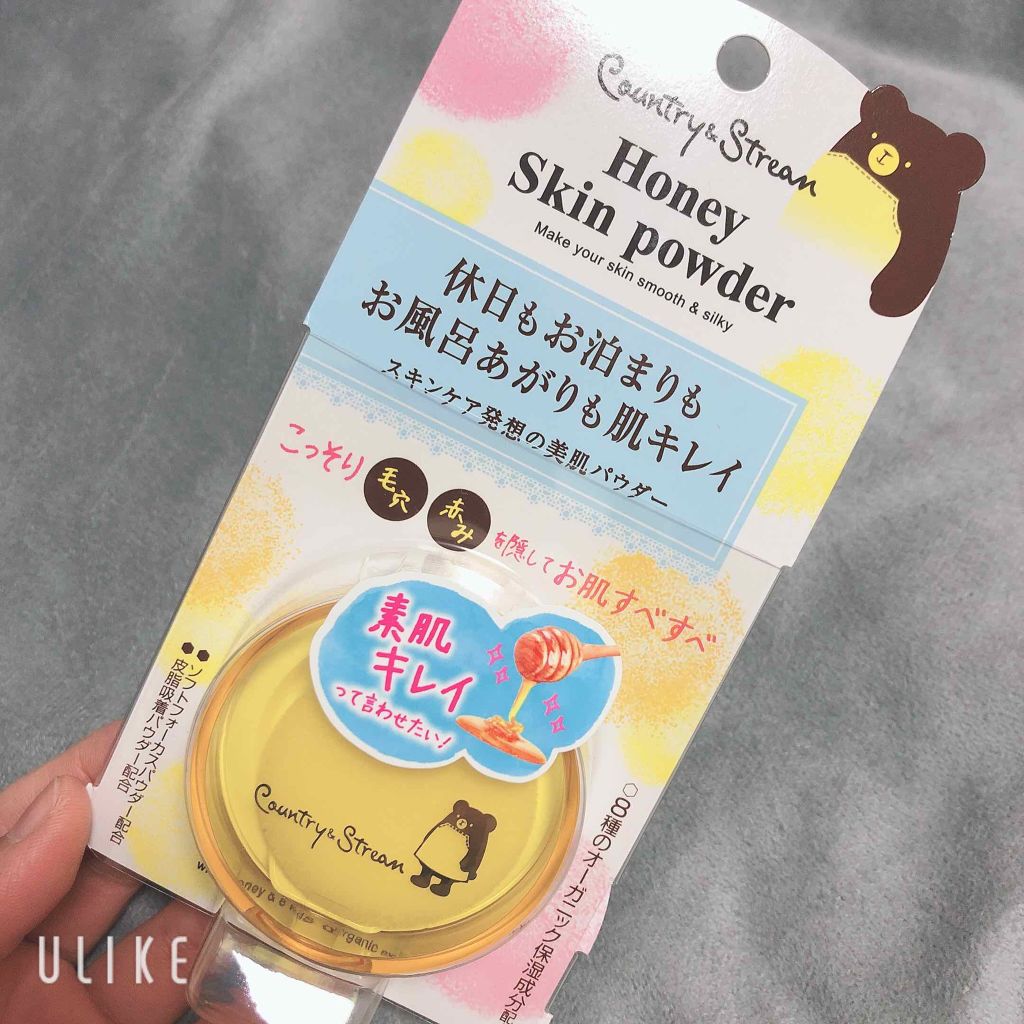 Country & Stream
Honey
Skin powder
Make your skin smooth & silky
休日もお泊まりも
お風呂あがりも肌キレイ
スキンケア発想の美肌パウダー
こっそり毛穴赤みを隠してお肌すべすべ
素肌
キレイ
って言わせたい!
ソフトフォーカスパウダー配合
皮脂吸着パウダー配合
8種のオーガニック保湿成分配
Country & Stream
ULIKE